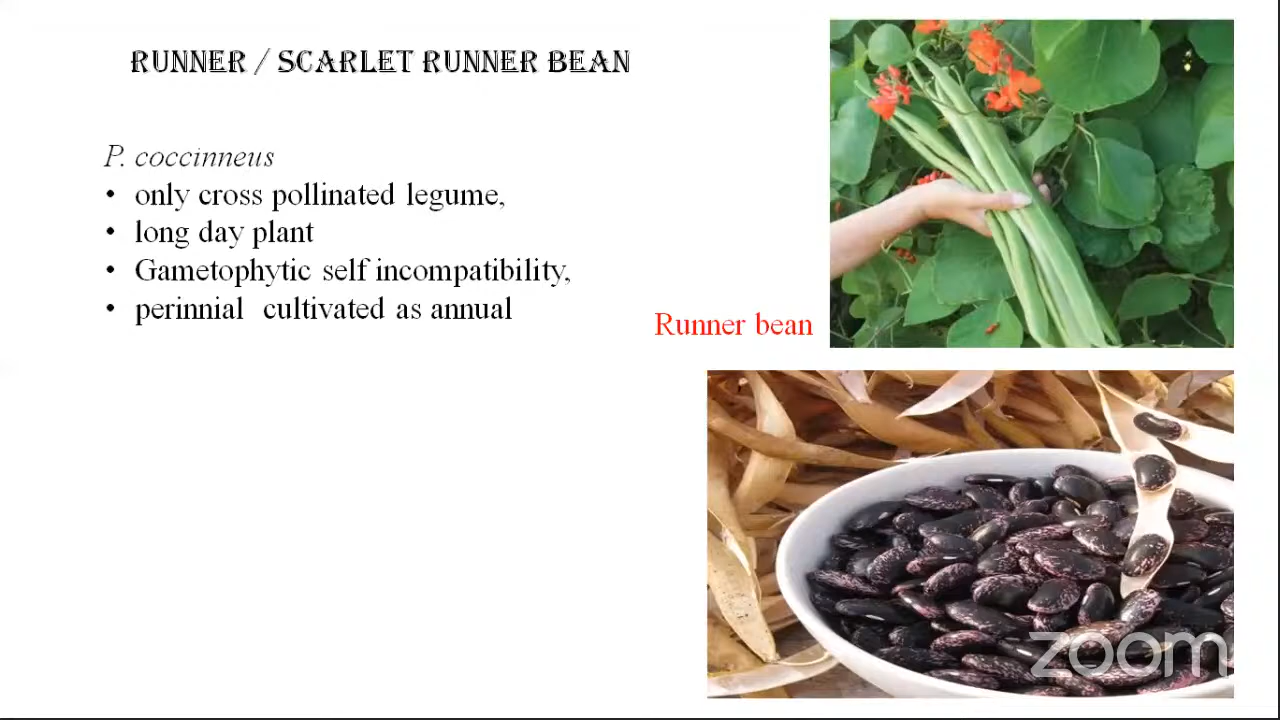 RUNNER / SCARLET RUNNER BEAN
P. coccinneus
• only cross pollinated legume,
• long day plant
• Gametophytic self incompatibility,
• perinnial cultivated as annual
Runner bean
zoom